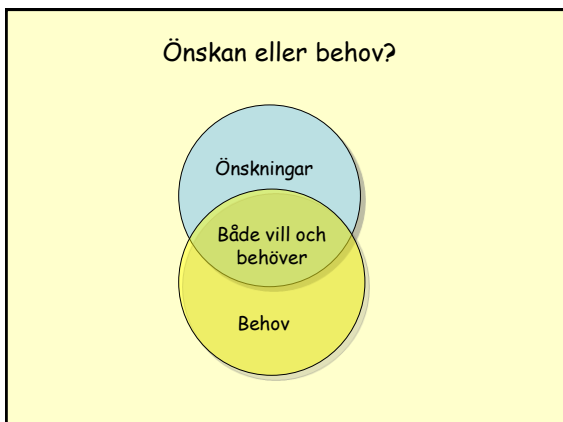 Önskan eller behov?
Önskningar
Både vill och
behöver
Behov